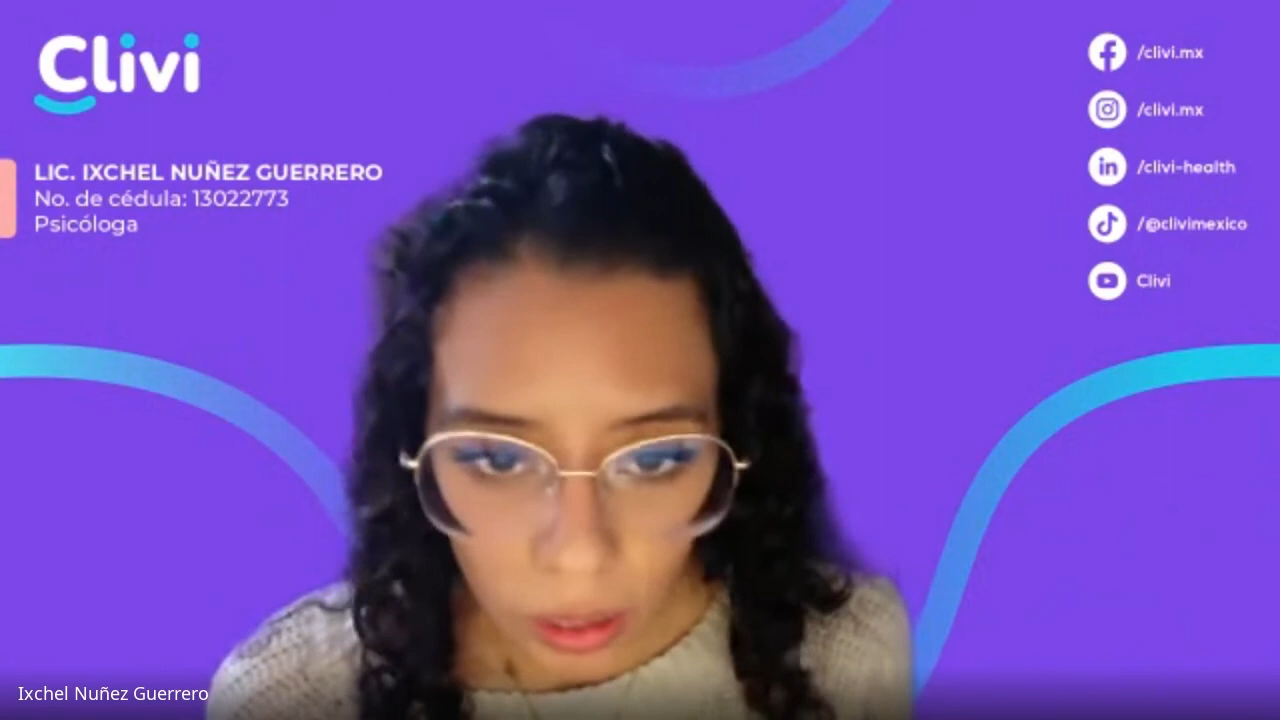 Clivi
LIC. IXCHEL NUÑEZ GUERRERO
No. de cédula: 13022773
Psicóloga
/clivi.mx
/clivi.mx
in
/clivi-health
/@clivimexico
Clivi
Ixchel Nuñez Guerrero